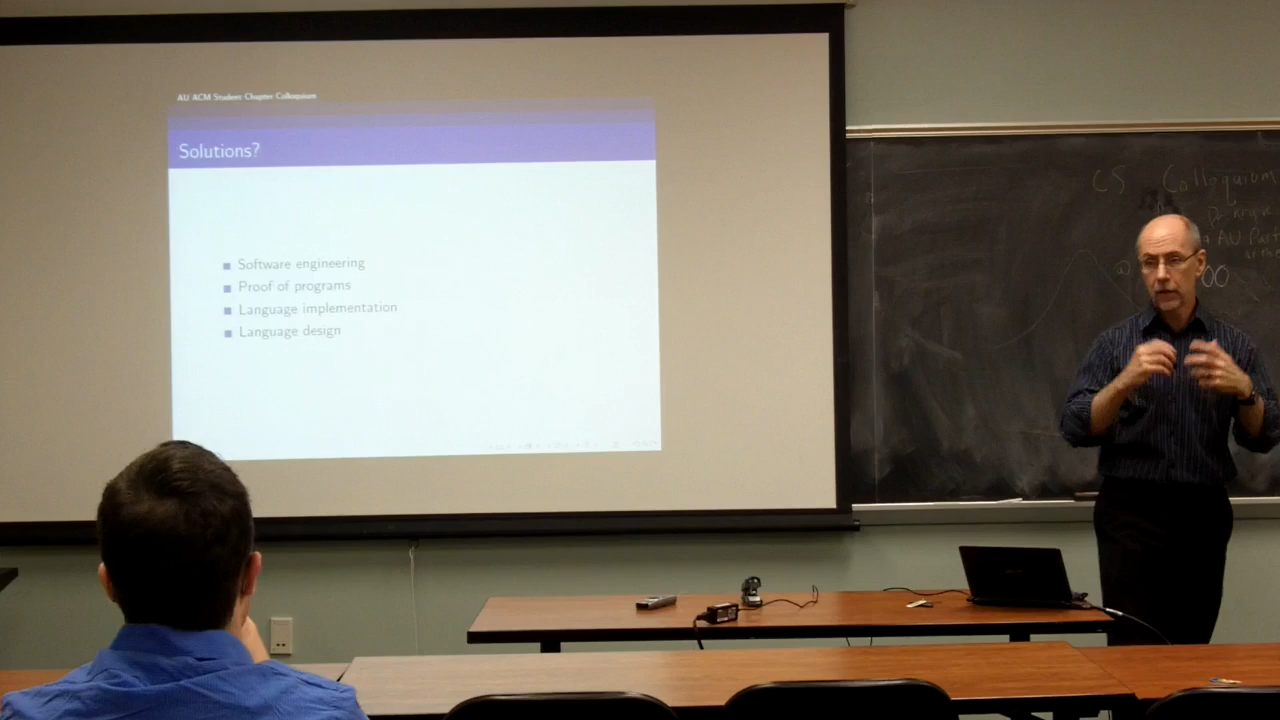 AU ACM Student Chapter Colloquium
Solutions?
Software engineering
Proof of programs
Language implementation
Language design
CS Colloquium
AU